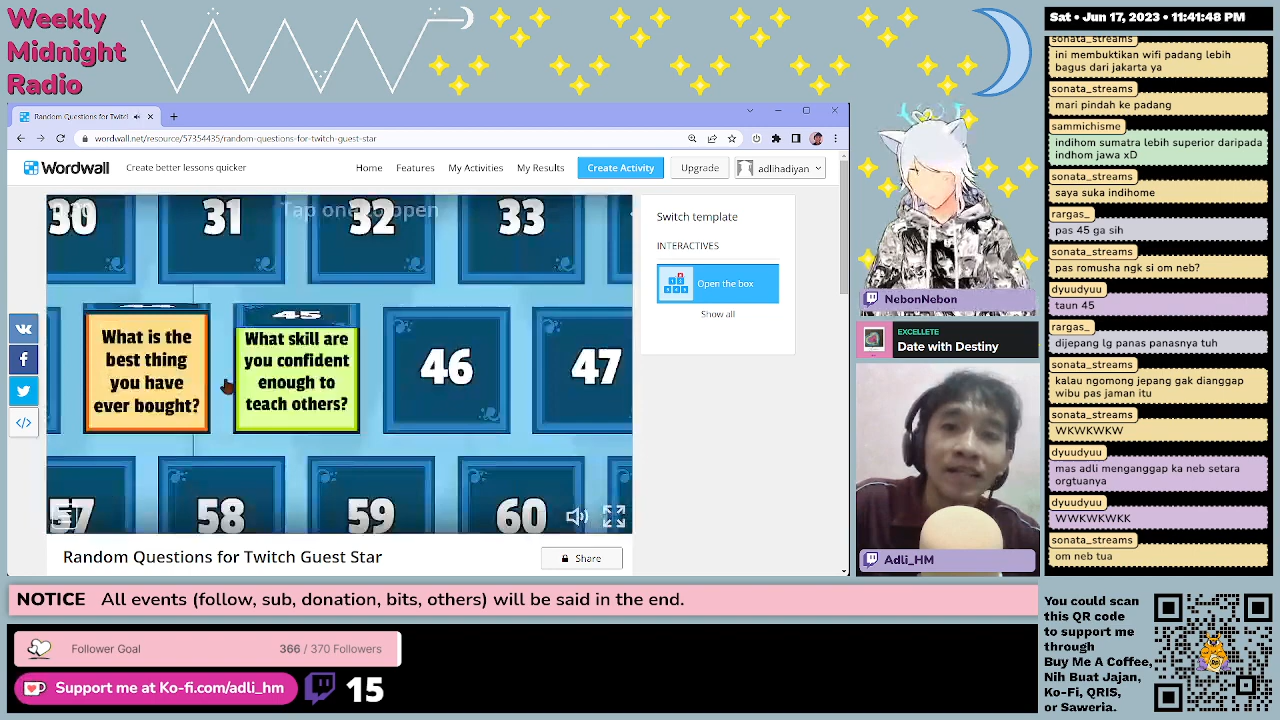 Weekly
Midnight
Radio
Sat • Jun 17, 2023 • 11:41:48 PM
Random Questions for Twitch
wordwall.net/resource/57354435/random-questions-for-twitch-guest-star
Wordwall
Create better lessons quicker
Home
My Activities
My Results
Create Activity
Upgrade
adlihadiyan
30
31
32
33
Tap one to open
What is the
best thing
you have
ever bought?
45
What skill are
you confident
enough to
teach others?
46
47
57
58
59
60
Random Questions for Twitch Guest Star
Share
Switch template
INTERACTIVES
Open the box
Show all
NebonNebon
EXCELLETE
Date with Destiny
Adli_HM
sonata_streams
ini membuktikan wifi padang lebih
bagus dari jakarta ya
sonata_streams
mari pindah ke padang
sammichisme
indihom sumatra lebih superior daripada
indhom jawa xD
sonata_streams
saya suka indihome
rargas_
pas 45 ga sih
sonata_streams
pas romusha ngk si om neb?
dyuudyuu
taun 45
rargas_
dijepang lg panas panasnya tuh
sonata_streams
kalau ngomong jepang gak dianggap
wibu pas jaman itu
sonata_streams
WKWKWKW
dyuudyuu
mas adli menganggap ka neb setara
orgtuanya
dyuudyuu
WWKWKWKK
sonata_streams
om neb tua
NOTICE All events (follow, sub, donation, bits, others) will be said in the end.
Follower Goal
366 / 370 Followers
Support me at Ko-fi.com/adli_hm
15
You could scan
this QR code
to support me
through
Buy Me A Coffee,
Nih Buat Jajan,
Ko-Fi, QRIS,
or Saweria.